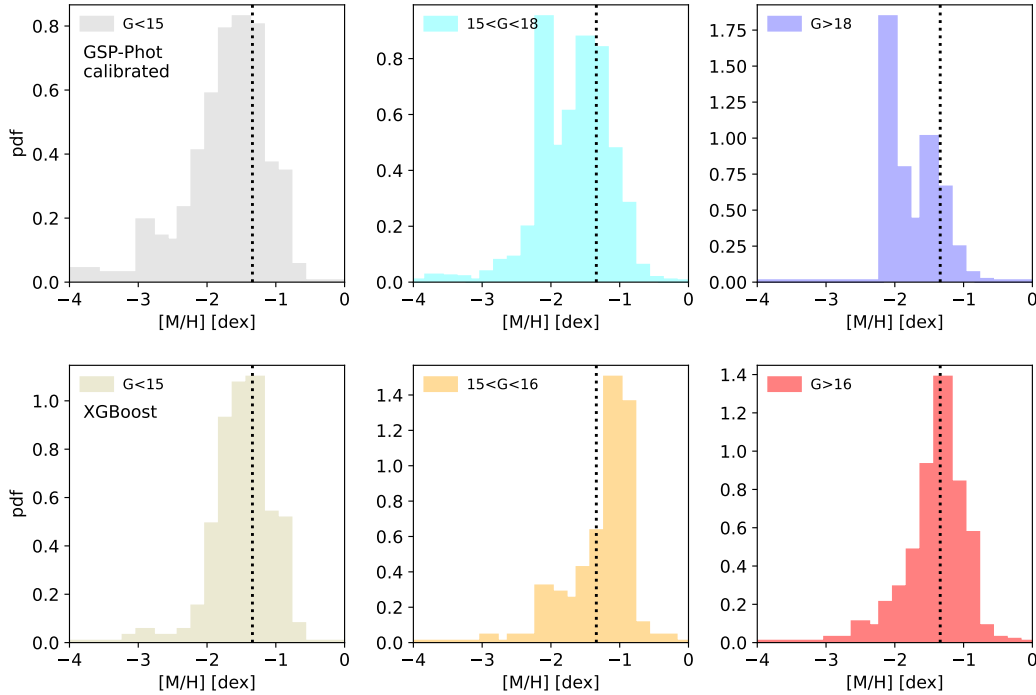 G<15
GSP-Phot
calibrated
pdf
0.8
0.6
0.4
0.2
0.0
−4 −3 −2 −1 0
[M/H] [dex]
15<G<18
0.8
0.6
0.4
0.2
0.0
−4 −3 −2 −1 0
[M/H] [dex]
G>18
1.75
1.50
1.25
1.00
0.75
0.50
0.25
0.00
−4 −3 −2 −1 0
[M/H] [dex]
G<15
XGBoost
pdf
1.0
0.8
0.6
0.4
0.2
0.0
−4 −3 −2 −1 0
[M/H] [dex]
15<G<16
1.4
1.2
1.0
0.8
0.6
0.4
0.2
0.0
−4 −3 −2 −1 0
[M/H] [dex]
G>16
1.4
1.2
1.0
0.8
0.6
0.4
0.2
0.0
−4 −3 −2 −1 0
[M/H] [dex]